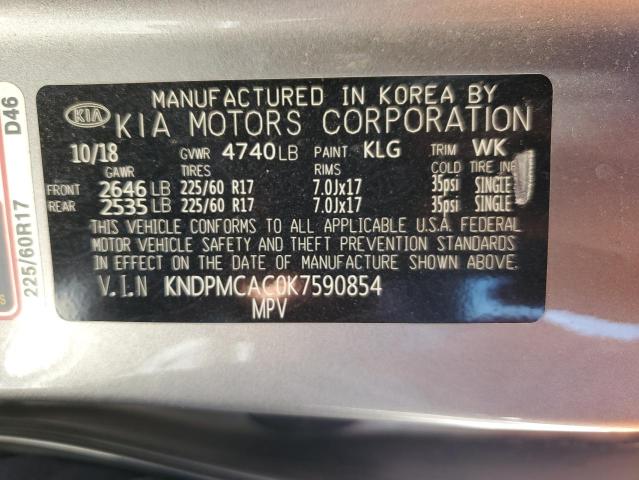 MANUFACTURED IN KOREA BY
KIA KIA MOTORS CORPORATION
10/18 GVWR 4740 LB PAINT KLG TRIM WK
GAWR TIRES RIMS COLD TIRE
FRONT 2646 LB 225/60 R17 7.0Jx17 35psi SINGLE
REAR 2535 LB 225/60 R17 7.0Jx17 35psi SINGLE
THIS VEHICLE CONFORMS TO ALL APPLICABLE U.S.A. FEDERAL
MOTOR VEHICLE SAFETY AND THEFT PREVENTION STANDARDS
IN EFFECT ON THE DATE OF MANUFACTURE SHOWN ABOVE.
V.I.N KNDPMCAC0K7590854
MPV
D46
225/60R17